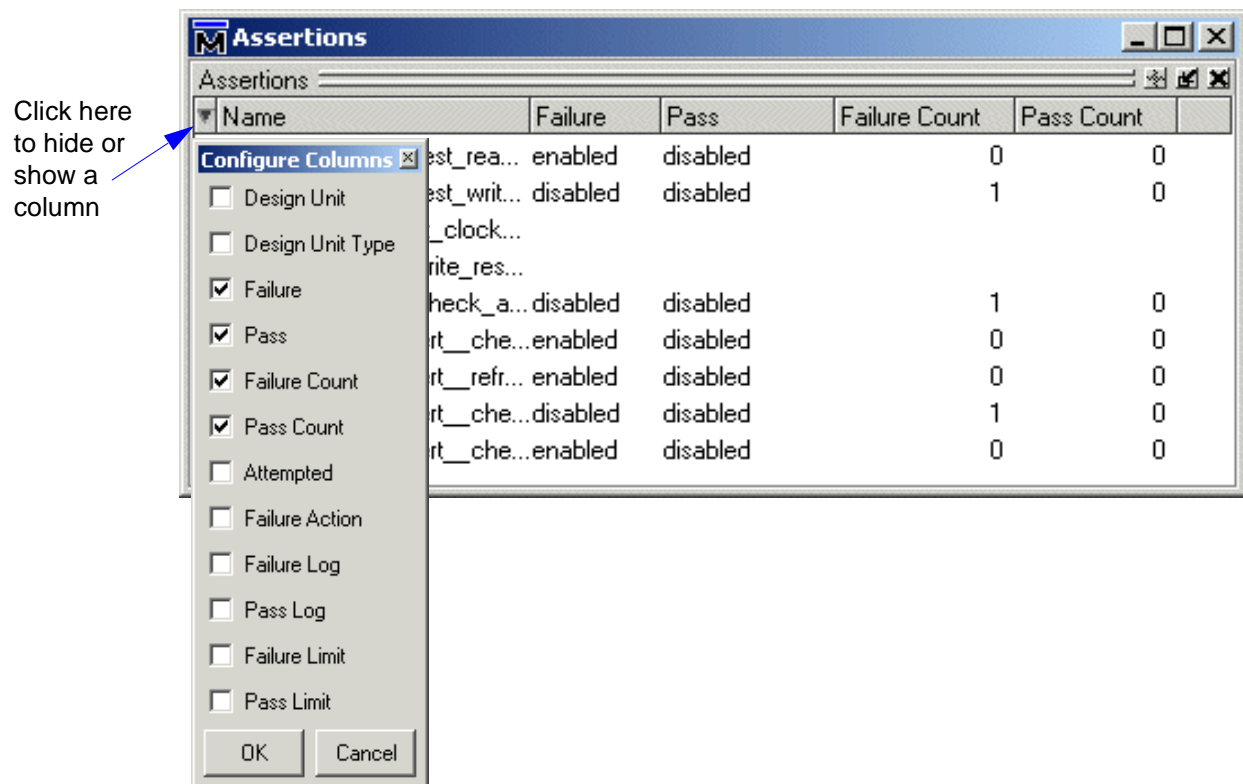 Assertions
Assertions
Click here
to hide or
show a
column
Name Failure Pass Failure Count Pass Count
Configure Columns
Design Unit
Design Unit Type
Failure
Pass
Failure Count
Pass Count
Attempted
Failure Action
Failure Log
Pass Log
Failure Limit
Pass Limit
OK Cancel
est_rea... enabled disabled 0 0
est_writ... disabled disabled 1 0
_clock...
rite_res...
heck_a... disabled disabled 1 0
rt__che... enabled disabled 0 0
rt__refr... enabled disabled 0 0
rt__che... disabled disabled 1 0
rt__che... enabled disabled 0 0